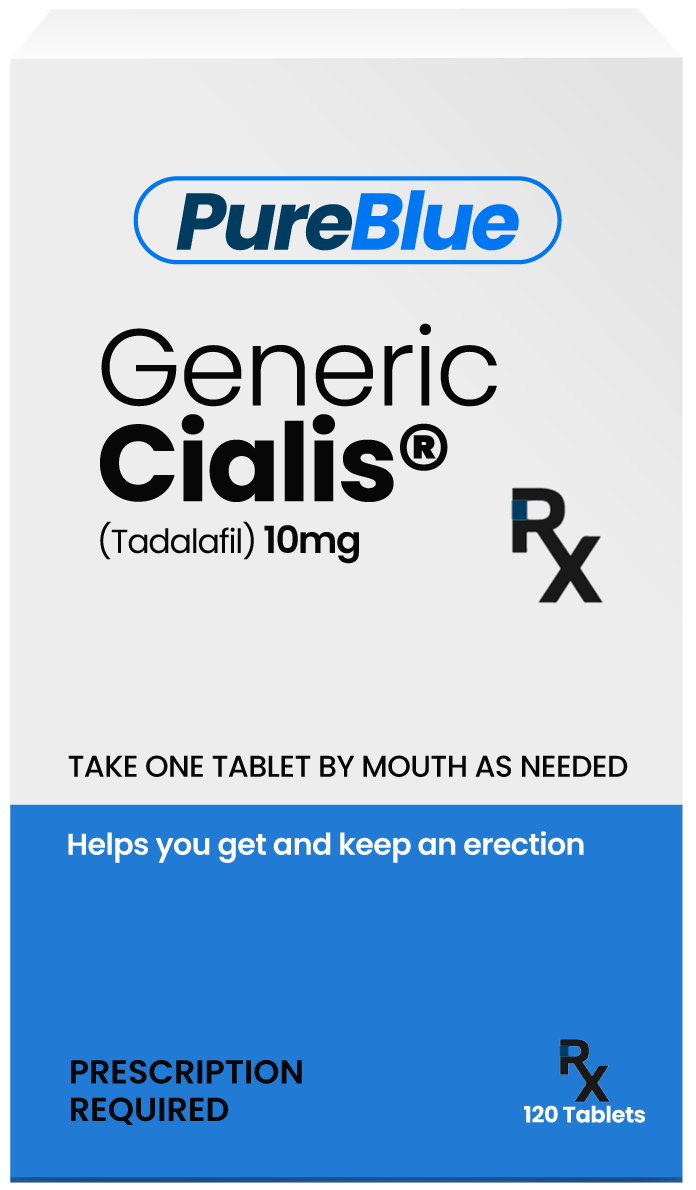 PureBlue
Generic
Cialis®
(Tadalafil) 10mg
Rx
TAKE ONE TABLET BY MOUTH AS NEEDED
Helps you get and keep an erection
PRESCRIPTION
REQUIRED
Rx
120 Tablets